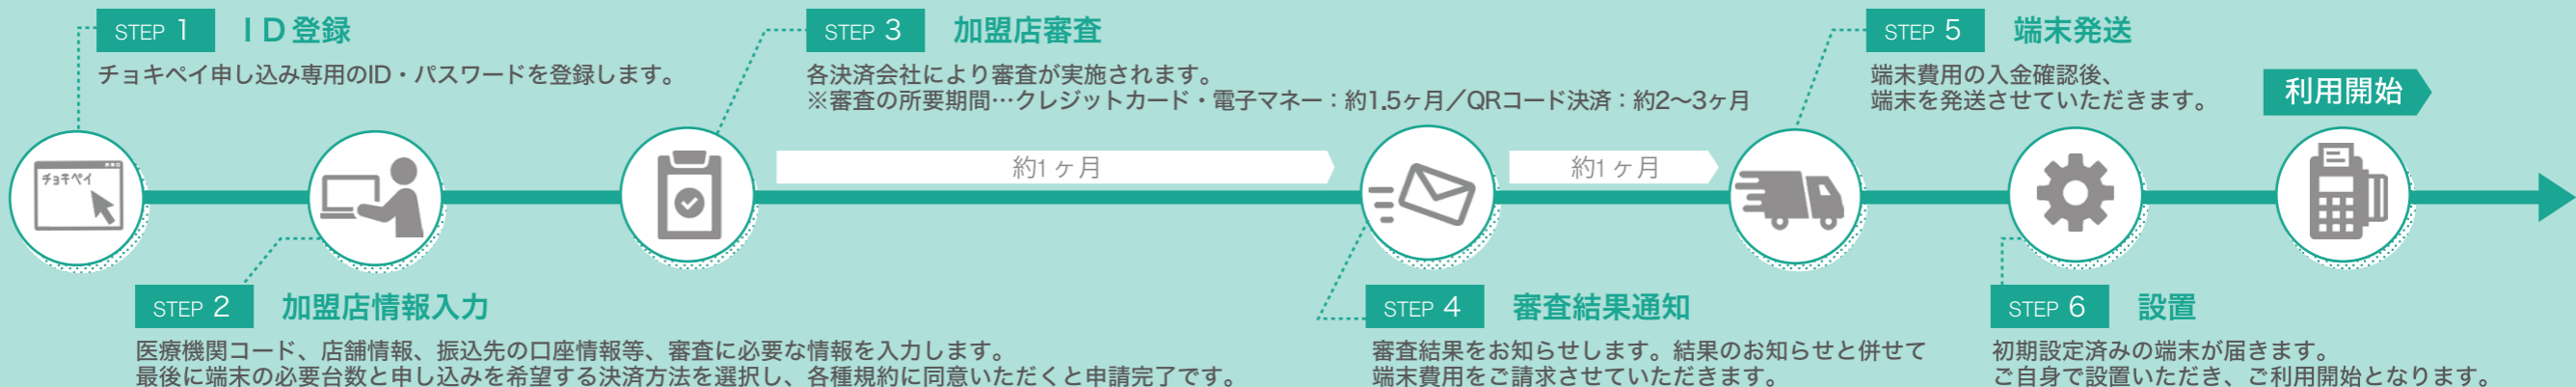 STEP 1 ID登録
チョキペイ申し込み専用のID・パスワードを登録します。
チョキペイ
STEP 2 加盟店情報入力
医療機関コード、店舗情報、振込先の口座情報等、審査に必要な情報を入力します。
最後に端末の必要台数と申し込みを希望する決済方法を選択し、各種規約に同意いただくと申請完了です。
STEP 3 加盟店審査
各決済会社により審査が実施されます。
※審査の所要期間…クレジットカード・電子マネー：約1.5ヶ月／QRコード決済：約2〜3ヶ月
約1ヶ月
STEP 4 審査結果通知
審査結果をお知らせします。結果のお知らせと併せて
端末費用をご請求させていただきます。
約1ヶ月
STEP 5 端末発送
端末費用の入金確認後、
端末を発送させていただきます。
STEP 6 設置
初期設定済みの端末が届きます。
ご自身で設置いただき、ご利用開始となります。
利用開始